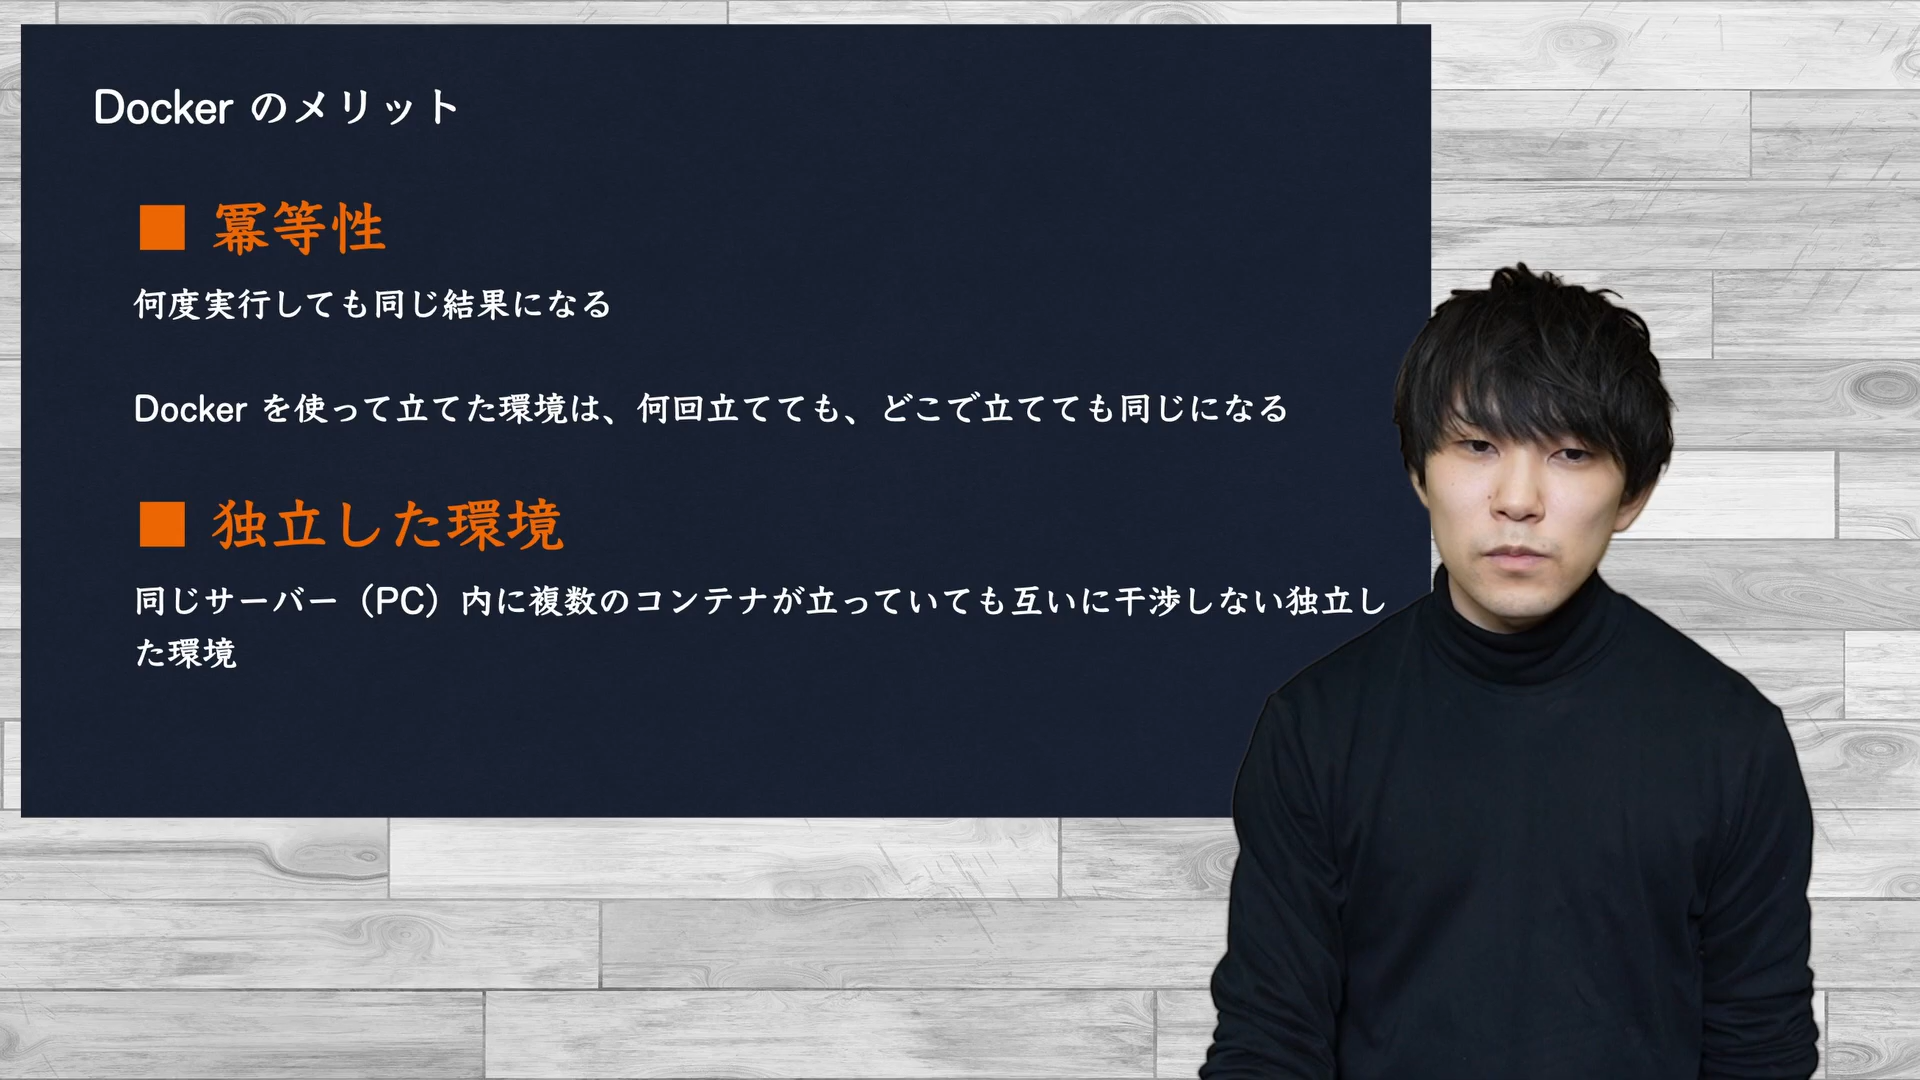 Docker のメリット
■ 冪等性
何度実行しても同じ結果になる
Docker を使って立てた環境は、何回立てても、どこで立てても同じになる
■ 独立した環境
同じサーバー（PC）内に複数のコンテナが立っていても互いに干渉しない独立し
た環境